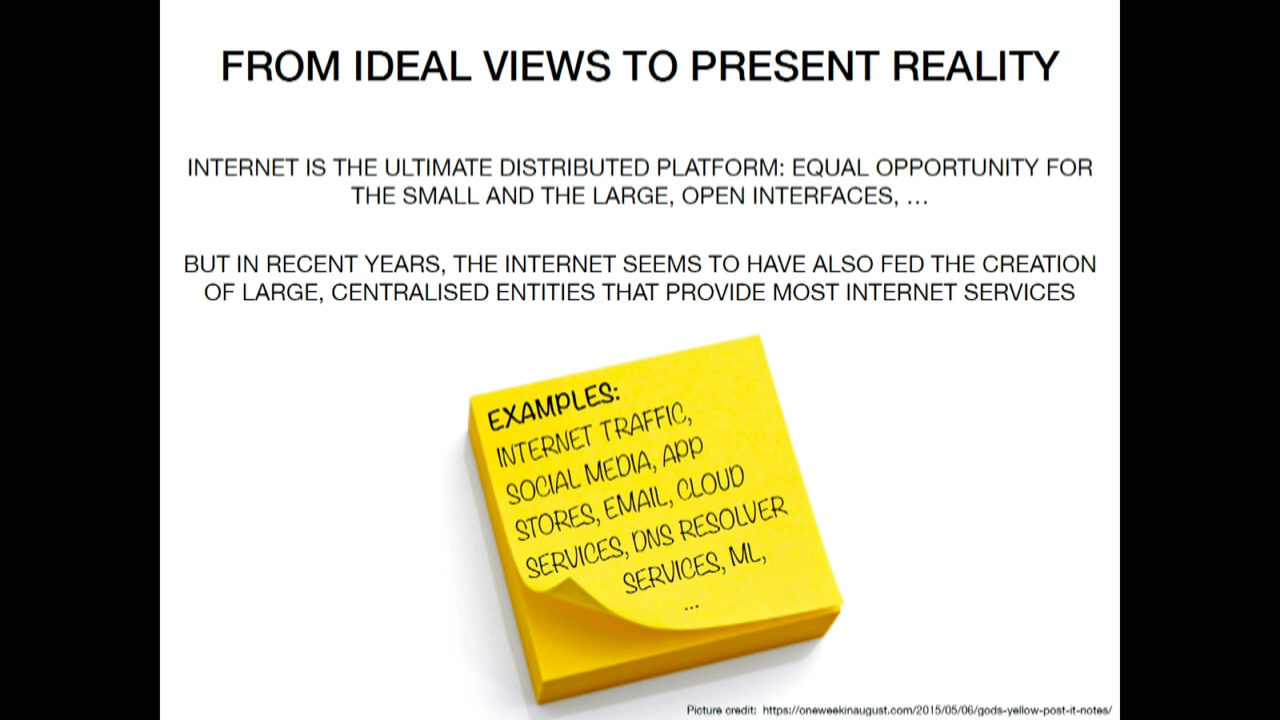 FROM IDEAL VIEWS TO PRESENT REALITY
INTERNET IS THE ULTIMATE DISTRIBUTED PLATFORM: EQUAL OPPORTUNITY FOR
THE SMALL AND THE LARGE, OPEN INTERFACES, …
BUT IN RECENT YEARS, THE INTERNET SEEMS TO HAVE ALSO FED THE CREATION
OF LARGE, CENTRALISED ENTITIES THAT PROVIDE MOST INTERNET SERVICES
EXAMPLES:
INTERNET TRAFFIC,
SOCIAL MEDIA, APP
STORES, EMAIL, CLOUD
SERVICES, DNS RESOLVER
SERVICES, ML,
…
Picture credit: https://oneweekinaugust.com/2015/05/06/gods-yellow-post-it-notes/